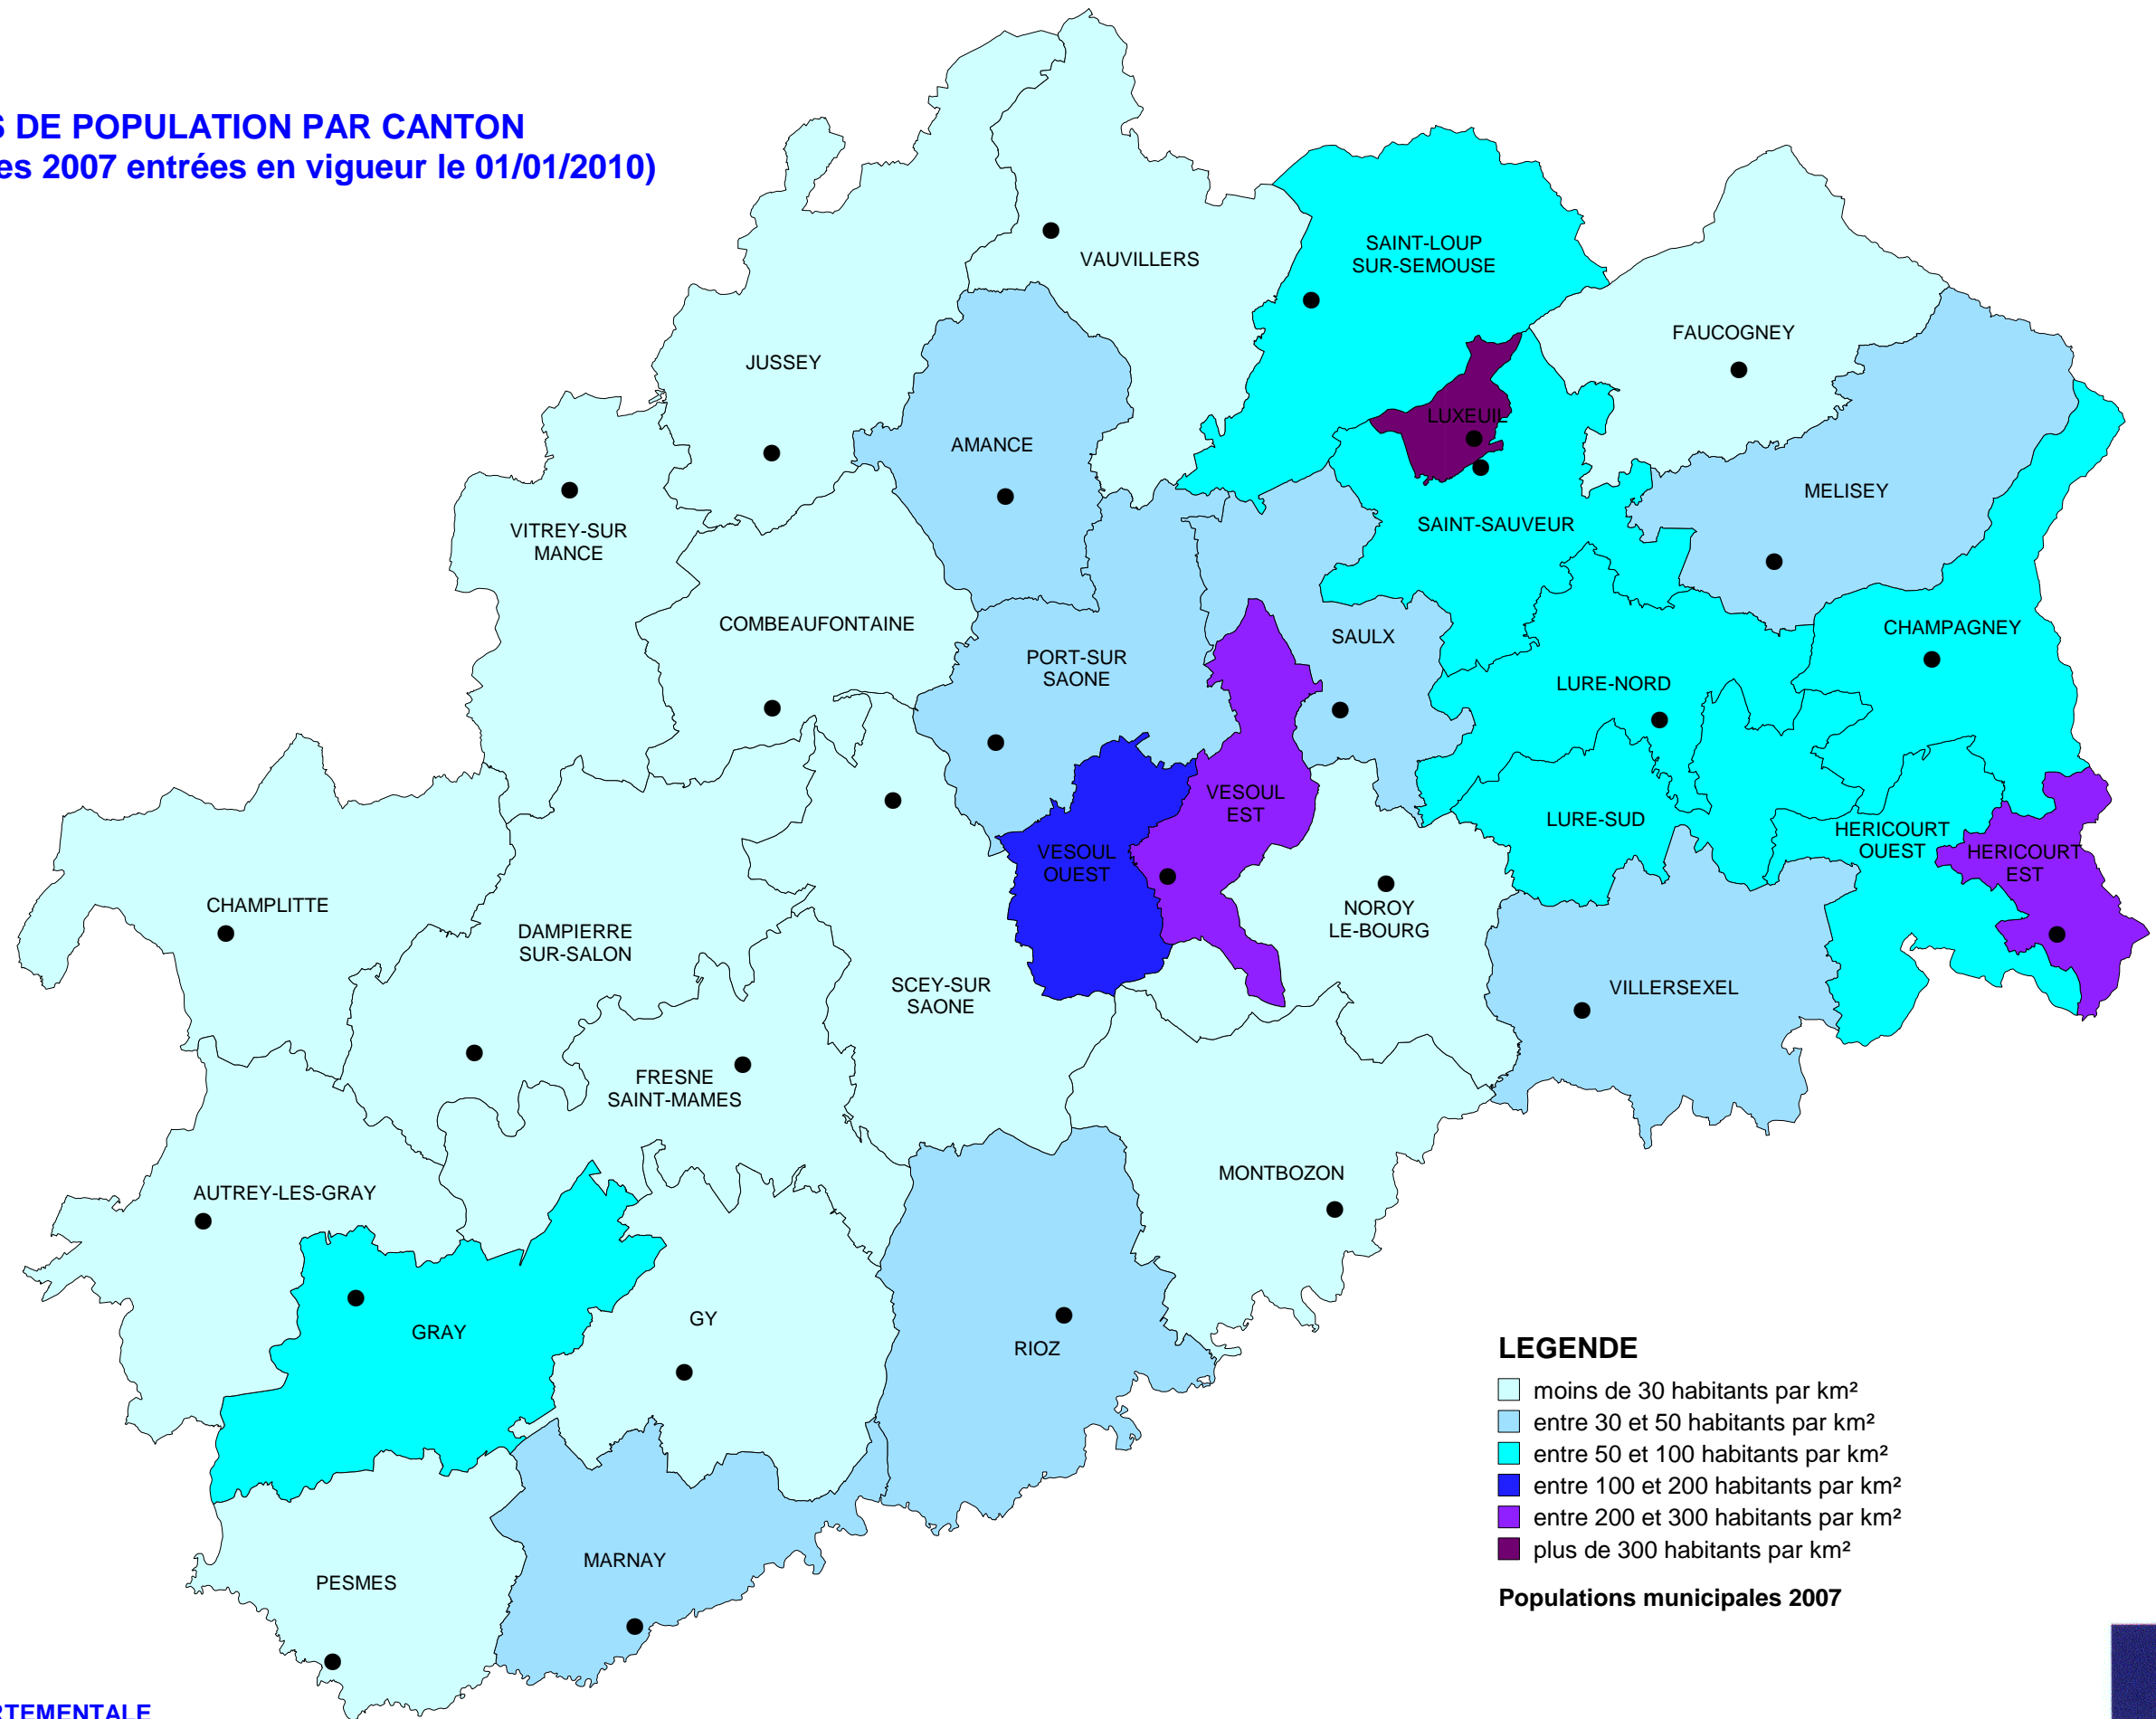 S DE POPULATION PAR CANTON
es 2007 entrées en vigueur le 01/01/2010)
VAUVILLERS
SAINT-LOUP
SUR-SEMOUSE
FAUCOGNEY
JUSSEY
LUXEUIL
AMANCE
MELISEY
VITREY-SUR
MANCE
SAINT-SAUVEUR
COMBEAUFONTAINE
SAULX
CHAMPAGNEY
PORT-SUR
SAONE
LURE-NORD
VESOUL
EST
LURE-SUD
HERICOURT
OUEST
VESOUL
OUEST
HERICOURT
EST
CHAMPLITTE
NOROY
LE-BOURG
DAMPIERRE
SUR-SALON
SCEY-SUR
SAONE
VILLERSEXEL
FRESNE
SAINT-MAMES
MONTBOZON
AUTREY-LES-GRAY
GY
GRAY
RIOZ
MARNAY
PESMES
LEGENDE
moins de 30 habitants par km²
entre 30 et 50 habitants par km²
entre 50 et 100 habitants par km²
entre 100 et 200 habitants par km²
entre 200 et 300 habitants par km²
plus de 300 habitants par km²
Populations municipales 2007
RTEMENTALE